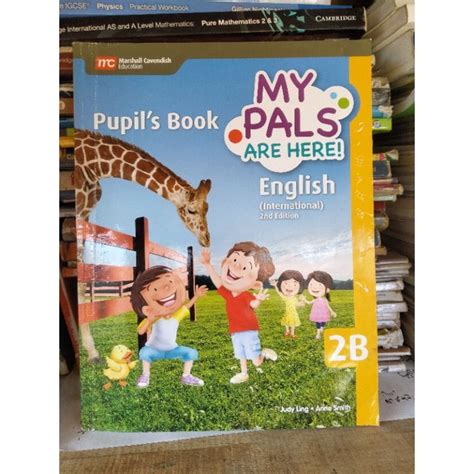 IGCSE Physics Practical Workbook
International AS and A Level Mathematics: Pure Mathematics 2 & 3 CAMBRIDGE
mc Marshall Cavendish
Education
Pupil's Book
MY
PALS
ARE HERE!
English
(International)
2nd Edition
2B
Judy Ling • Anne Smith